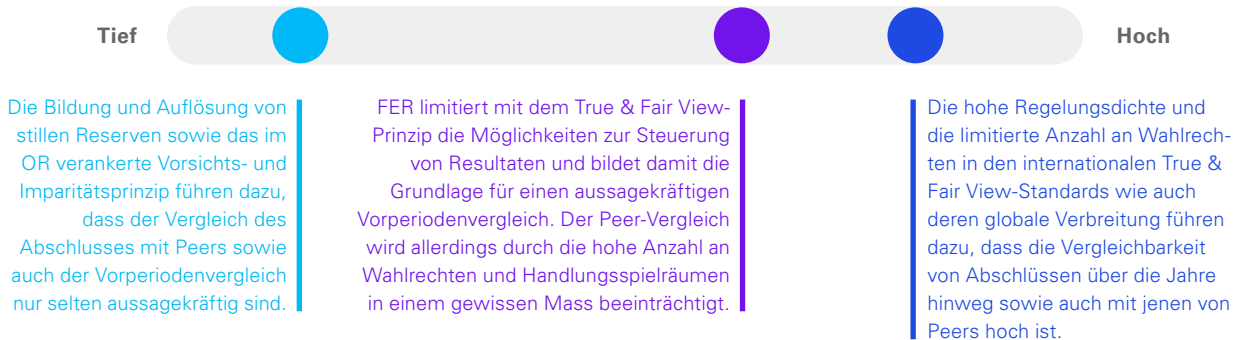 Tief
Hoch
Die Bildung und Auflösung von
stillen Reserven sowie das im
OR verankerte Vorsichts- und
Imparitätsprinzip führen dazu,
dass der Vergleich des
Abschlusses mit Peers sowie
auch der Vorperiodenvergleich
nur selten aussagekräftig sind.
FER limitiert mit dem True & Fair View-
Prinzip die Möglichkeiten zur Steuerung
von Resultaten und bildet damit die
Grundlage für einen aussagekräftigen
Vorperiodenvergleich. Der Peer-Vergleich
wird allerdings durch die hohe Anzahl an
Wahlrechten und Handlungsspielräumen
in einem gewissen Mass beeinträchtigt.
Die hohe Regelungsdichte und
die limitierte Anzahl an Wahlrech-
ten in den internationalen True &
Fair View-Standards wie auch
deren globale Verbreitung führen
dazu, dass die Vergleichbarkeit
von Abschlüssen über die Jahre
hinweg sowie auch mit jenen von
Peers hoch ist.